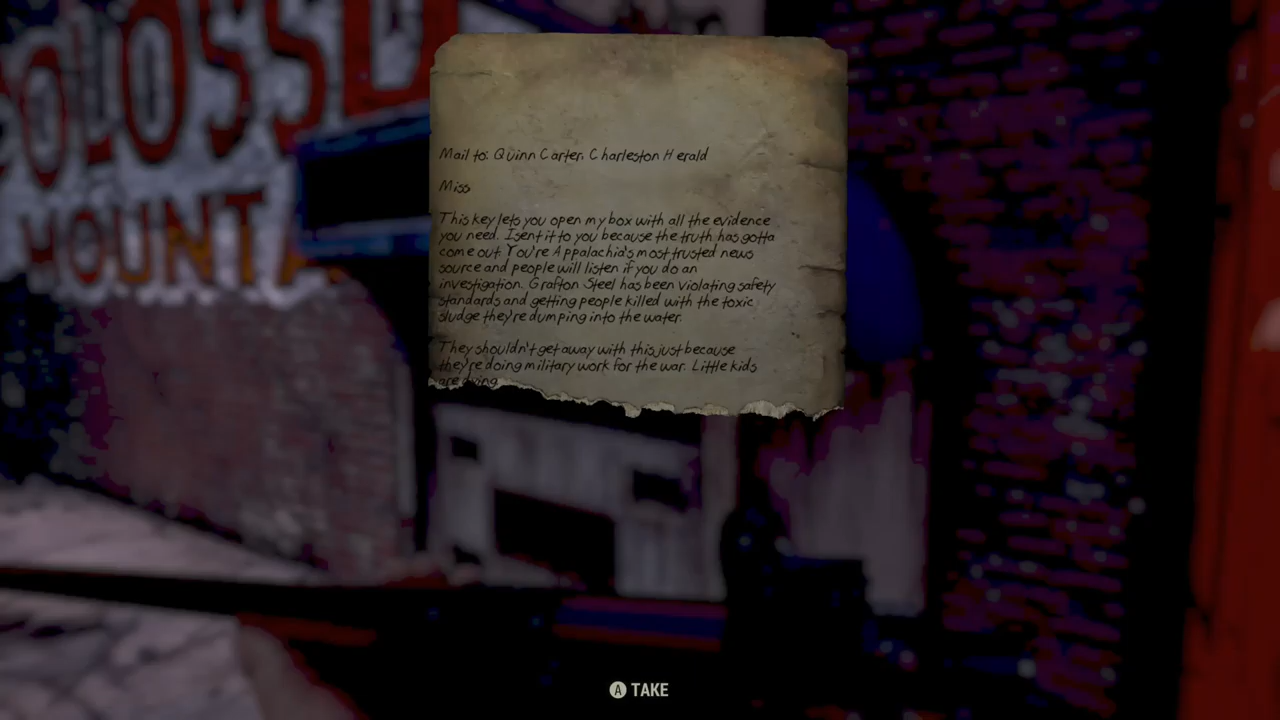 OLOSS
MOUNTA
Mail to: Quinn Carter, Charleston Herald
Miss
This key lets you open my box with all the evidence
you need. I sent it to you because the truth has gotta
come out. You're Appalachia's most trusted news
source and people will listen if you do an
investigation. Grafton Steel has been violating safety
standards and getting people killed with the toxic
sludge they're dumping into the water.
They shouldn't get away with this just because
they're doing military work for the war. Little kids
are dying
A TAKE